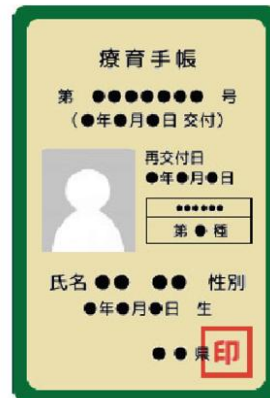 療育手帳
第 ●●●●●●● 号
（●年●月●日 交付）
再交付日
●年●月●日
●●●●●●
第 ● 種
氏名 ●● ●● 性別
●年●月●日 生
●●県 印